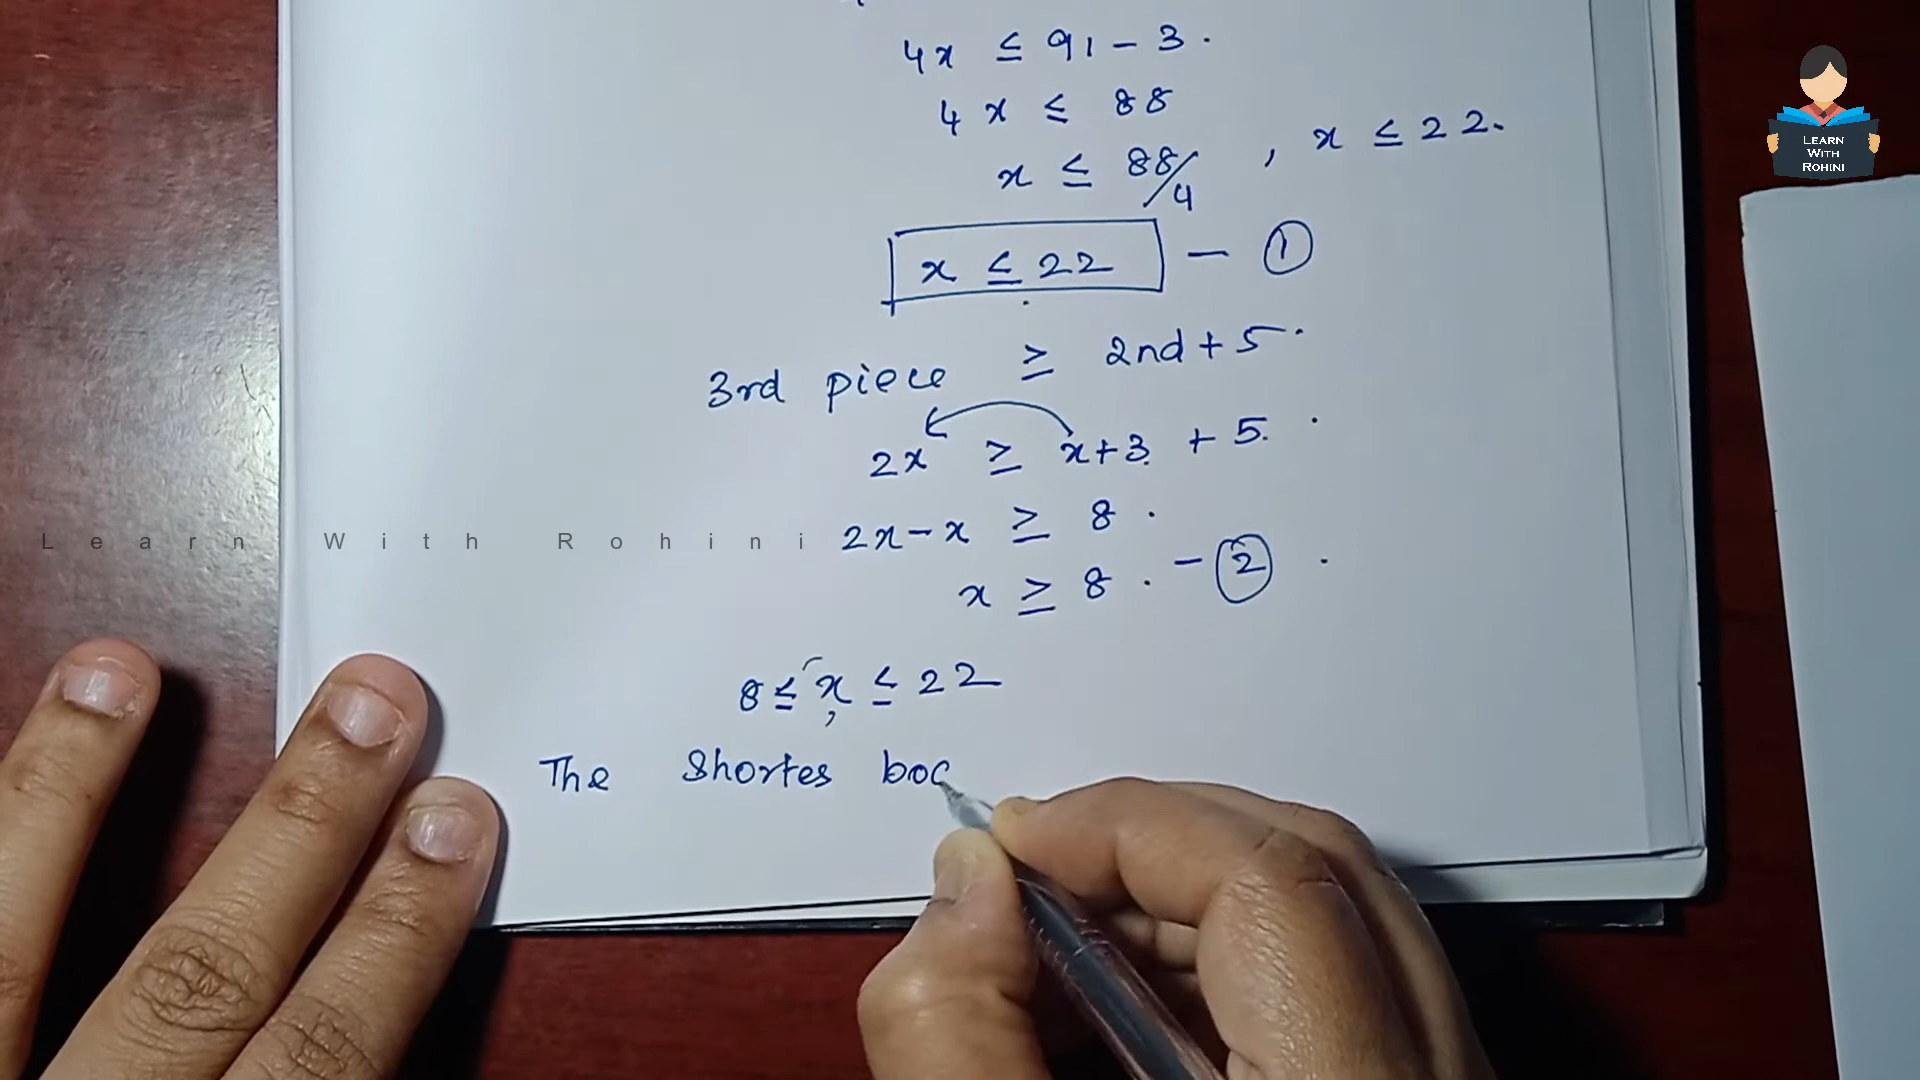 4x ≤ 91 - 3.
4x ≤ 88
x ≤ 88/4 , x ≤ 22.
x ≤ 22 - ①
3rd piece ≥ 2nd + 5.
2x ≥ x+3 + 5.
2x - x ≥ 8.
x ≥ 8. - ②
8 ≤ x ≤ 22
The Shortes boa
Learn With Rohini
LEARN
WITH
ROHINI